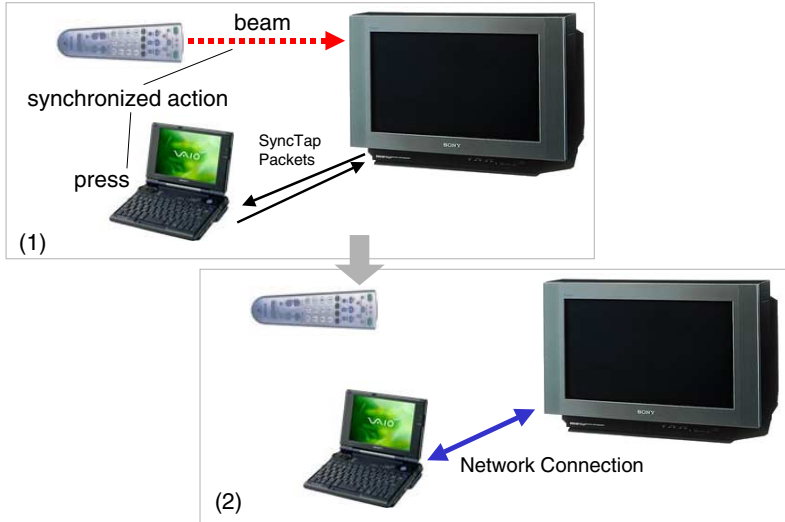 beam
synchronized action
SyncTap
Packets
VAIO
press
SONY
(1)
VAIO
SONY
Network Connection
(2)